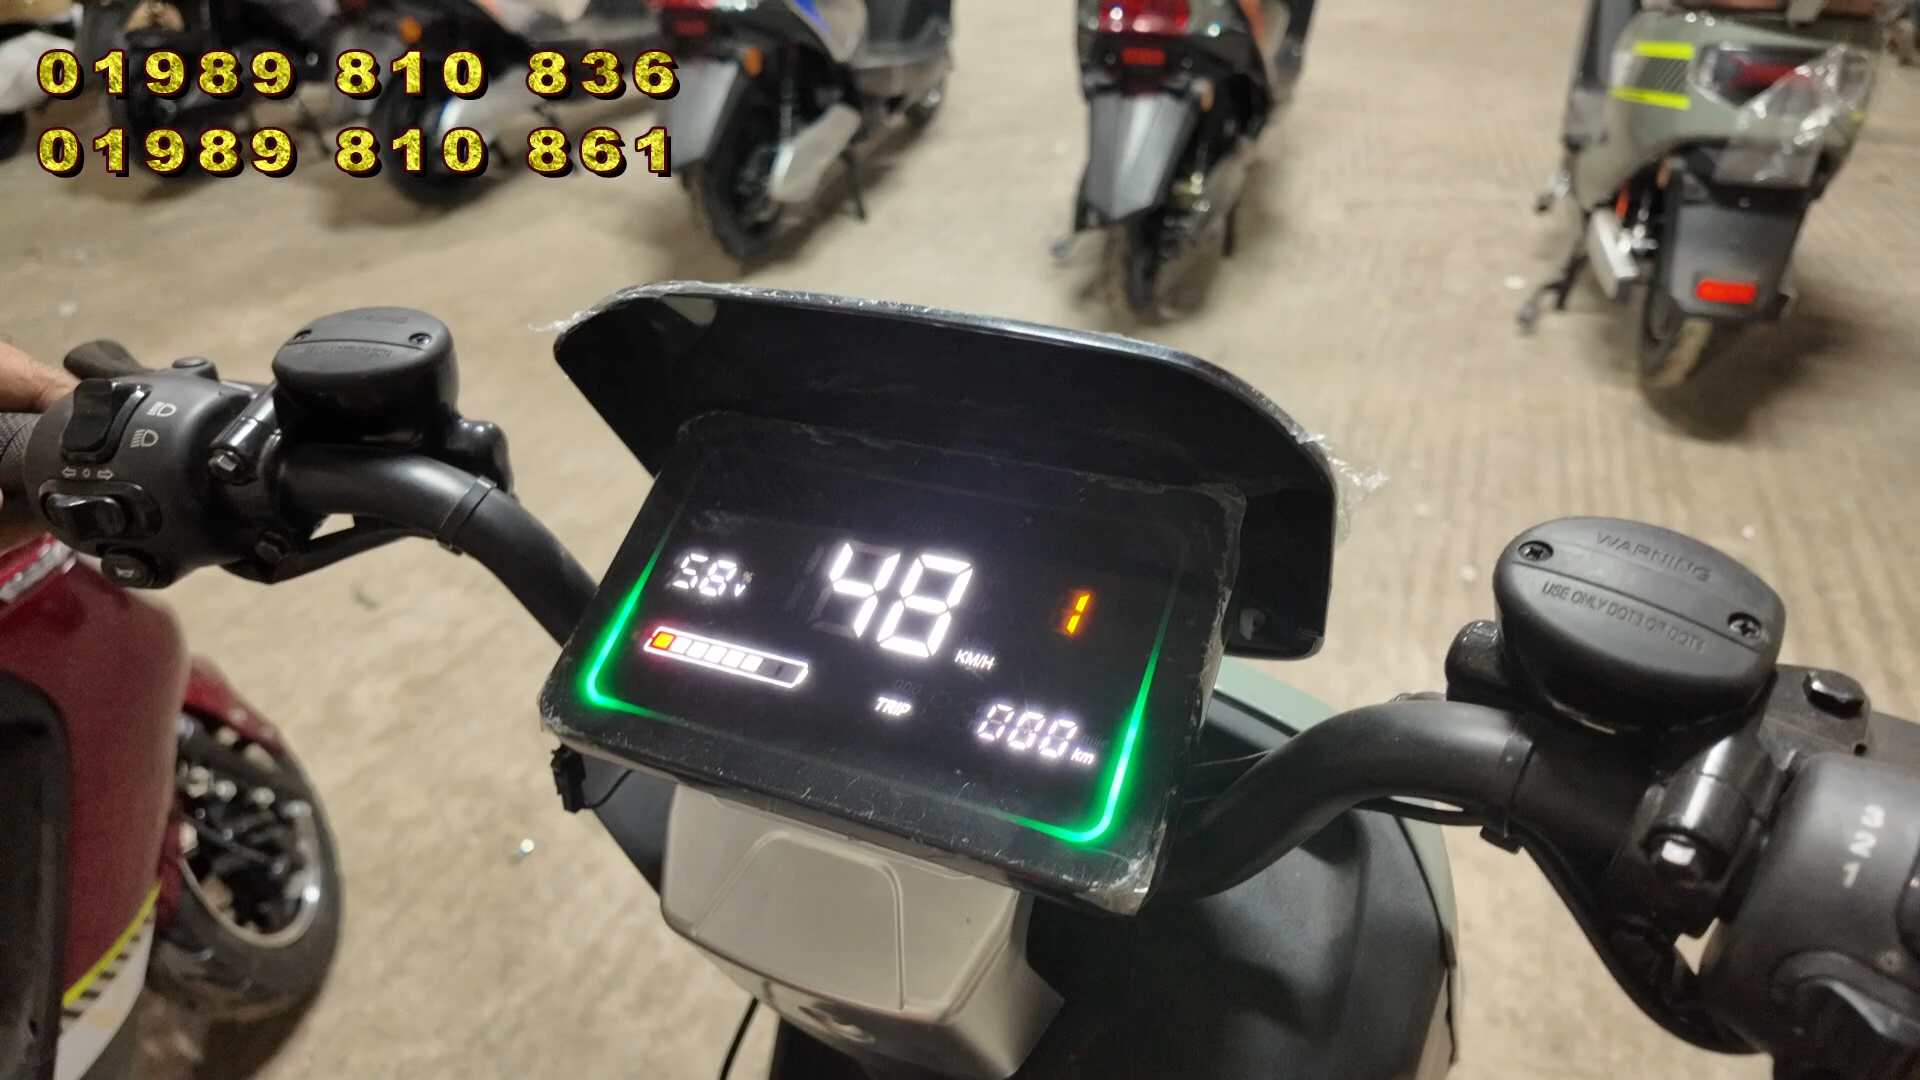 01989 810 836
01989 810 861
58 % V
48
KM/H
1
TRIP
000 km
WARNING
USE ONLY DOT3 OR DOT4
3
2
1